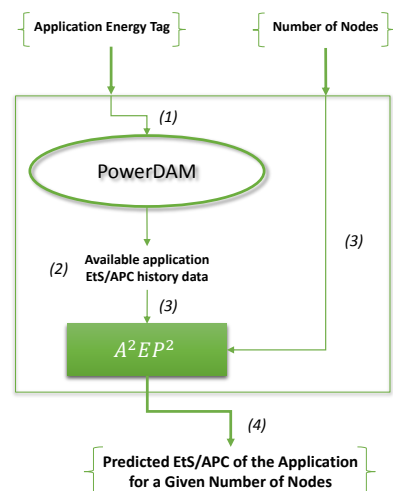 Application Energy Tag
Number of Nodes
(1)
PowerDAM
(2)
Available application
EtS/APC history data
(3)
(3)
A²EP²
(4)
Predicted EtS/APC of the Application
for a Given Number of Nodes